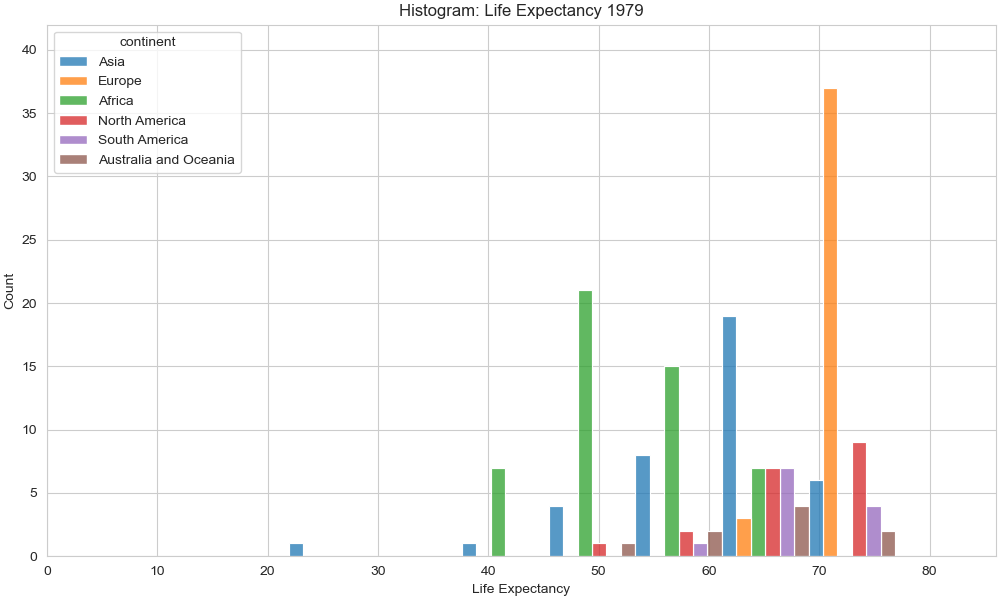 Histogram: Life Expectancy 1979
continent
Asia
Europe
Africa
North America
South America
Australia and Oceania
Count
40
35
30
25
20
15
10
5
0
0 10 20 30 40 50 60 70 80
Life Expectancy